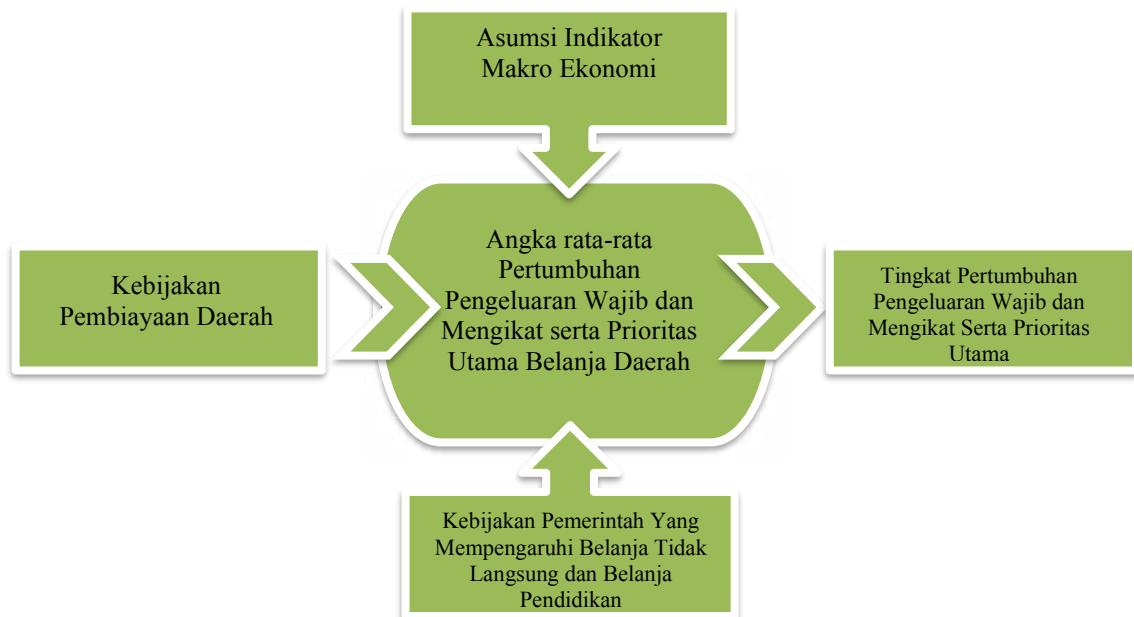 Asumsi Indikator
Makro Ekonomi
Kebijakan
Pembiayaan Daerah
Angka rata-rata
Pertumbuhan
Pengeluaran Wajib dan
Mengikat serta Prioritas
Utama Belanja Daerah
Tingkat Pertumbuhan
Pengeluaran Wajib dan
Mengikat Serta Prioritas
Utama
Kebijakan Pemerintah Yang
Mempengaruhi Belanja Tidak
Langsung dan Belanja
Pendidikan